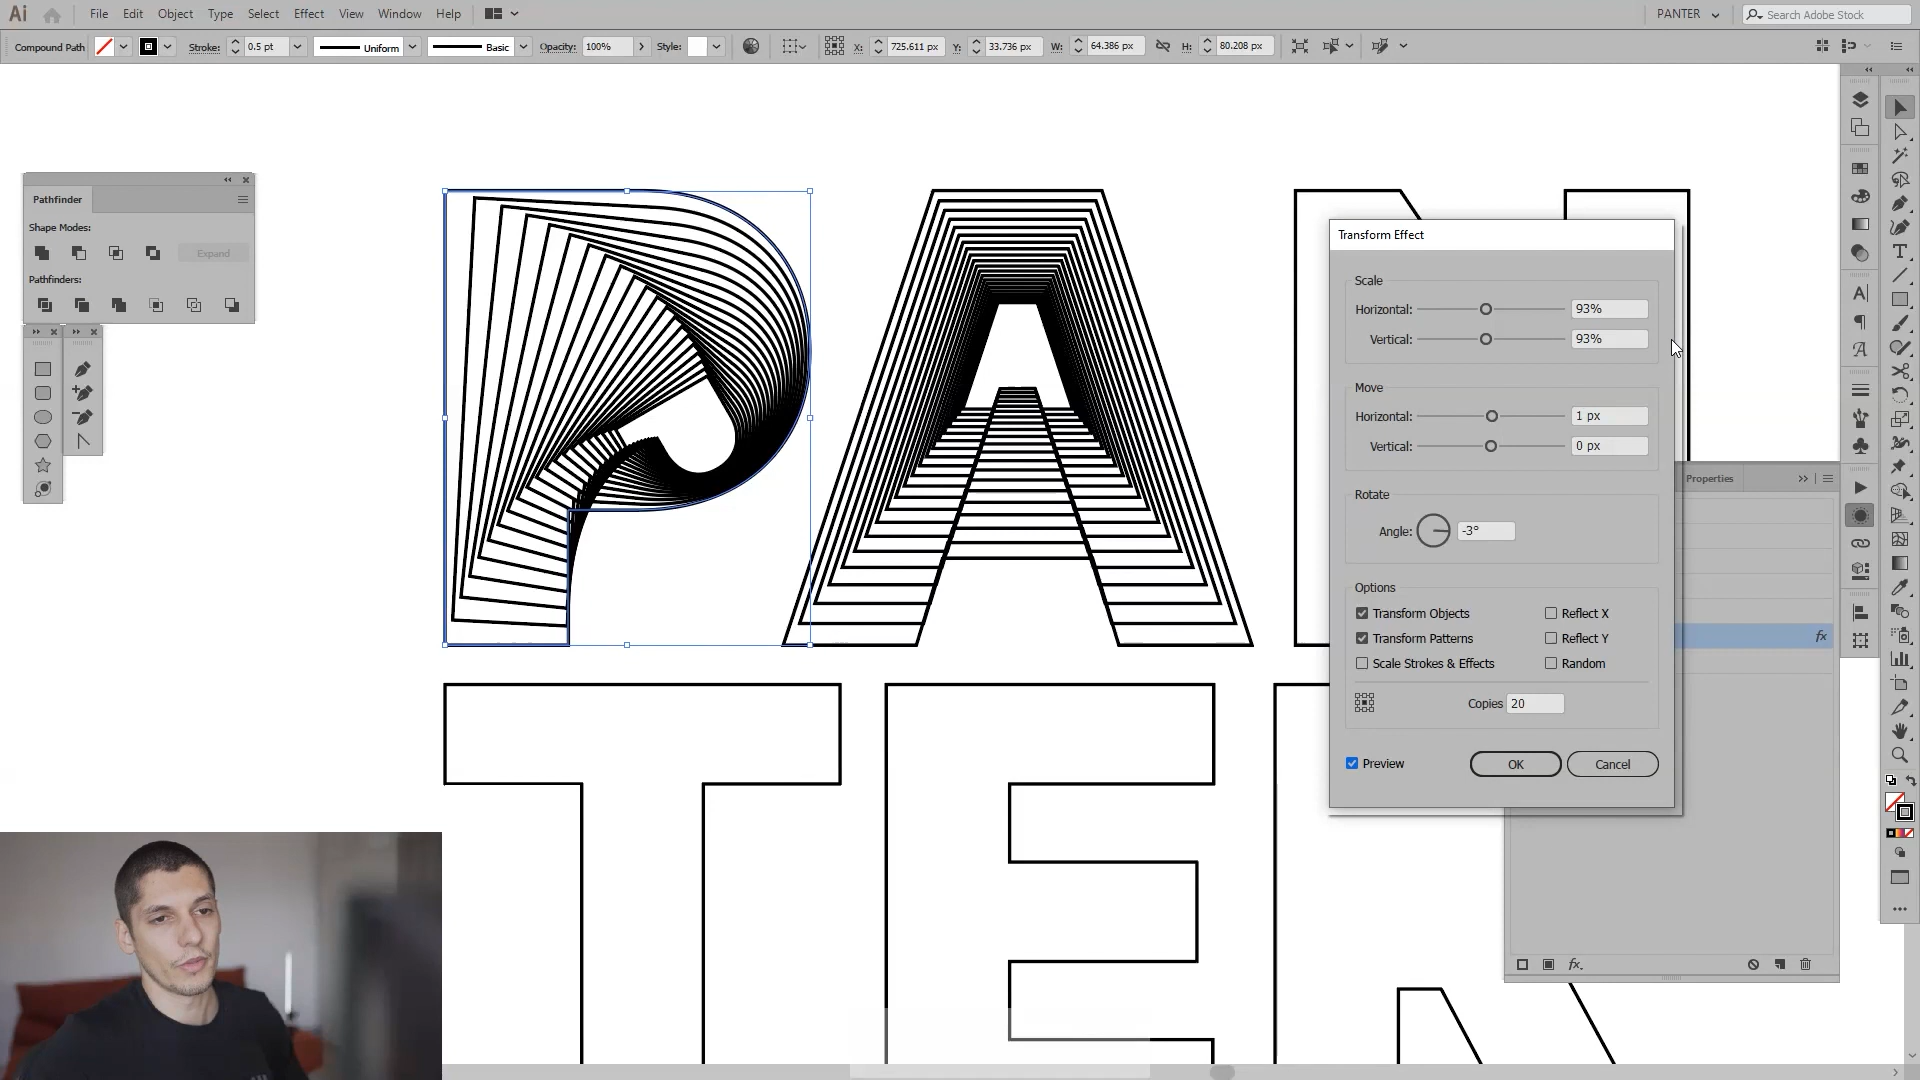 Ai File Edit Object Type Select Effect View Window Help PANTER Search Adobe Stock
Compound Path Stroke: 0.5 pt Uniform Basic Opacity: 100% Style: X: 725.611 px Y: 33.736 px W: 64.386 px H: 80.208 px
Pathfinder
Shape Modes:
Expand
Pathfinders:
PA
TE
Transform Effect
Scale
Horizontal: 93%
Vertical: 93%
Move
Horizontal: 1 px
Vertical: 0 px
Rotate
Angle: -3°
Options
Transform Objects Reflect X
Transform Patterns Reflect Y
Scale Strokes & Effects Random
Copies 20
Preview OK Cancel
Properties
fx
fx.